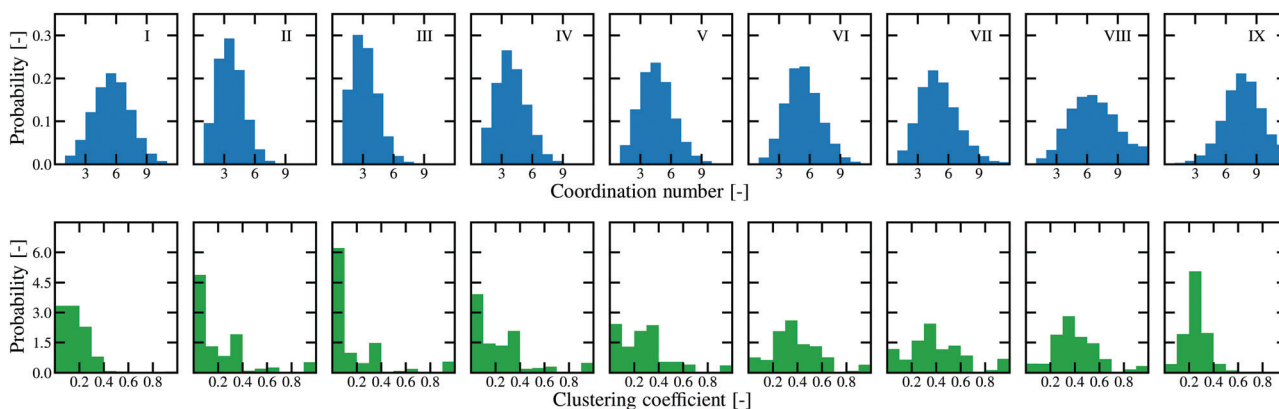 Probability [-]
0.3
0.2
0.1
0.0
I II III IV V VI VII VIII IX
3 6 9 3 6 9 3 6 9 3 6 9 3 6 9 3 6 9 3 6 9 3 6 9 3 6 9
Coordination number [-]
Probability [-]
6.0
4.5
3.0
1.5
0.0
0.2 0.4 0.6 0.8 0.2 0.4 0.6 0.8 0.2 0.4 0.6 0.8 0.2 0.4 0.6 0.8 0.2 0.4 0.6 0.8 0.2 0.4 0.6 0.8 0.2 0.4 0.6 0.8 0.2 0.4 0.6 0.8 0.2 0.4 0.6 0.8
Clustering coefficient [-]